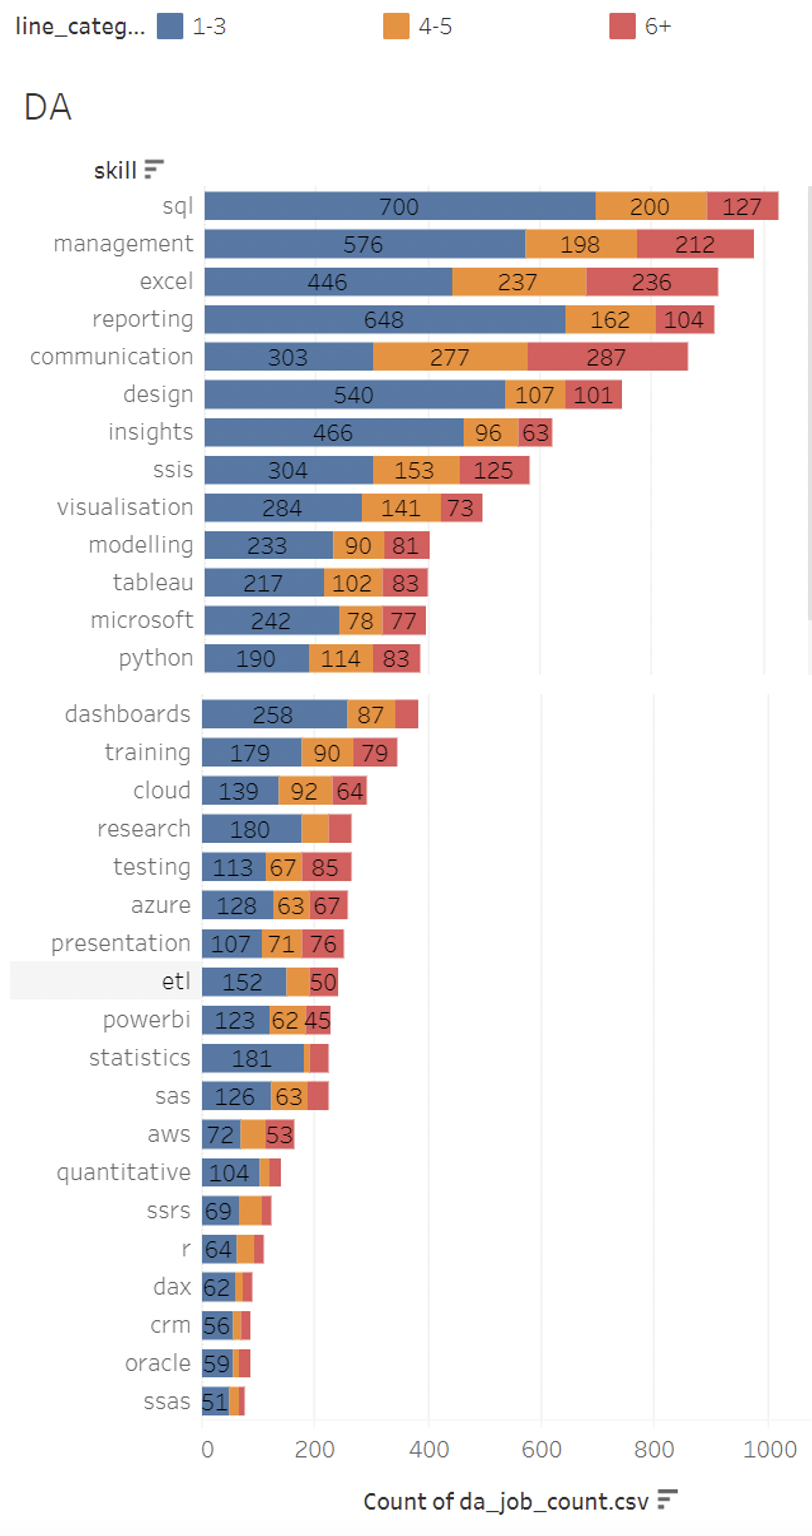 line_categ... 1-3 4-5 6+
DA
skill
sql 700 200 127
management 576 198 212
excel 446 237 236
reporting 648 162 104
communication 303 277 287
design 540 107 101
insights 466 96 63
ssis 304 153 125
visualisation 284 141 73
modelling 233 90 81
tableau 217 102 83
microsoft 242 78 77
python 190 114 83
dashboards 258 87
training 179 90 79
cloud 139 92 64
research 180
testing 113 67 85
azure 128 63 67
presentation 107 71 76
etl 152 50
powerbi 123 62 45
statistics 181
sas 126 63
aws 72 53
quantitative 104
ssrs 69
r 64
dax 62
crm 56
oracle 59
ssas 51
0 200 400 600 800 1000
Count of da_job_count.csv